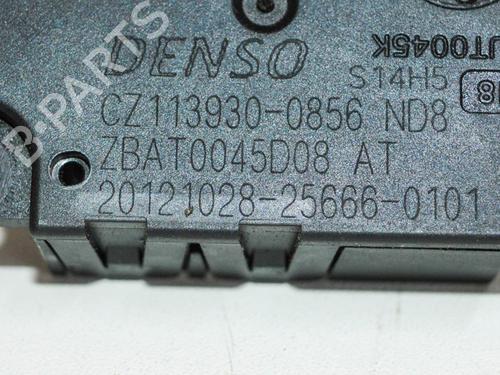 DENSO
S14H5
JT0045K
CZ113930-0856 ND8
ZBAT0045D08 AT
20121028-25666-0101
B-PARTS